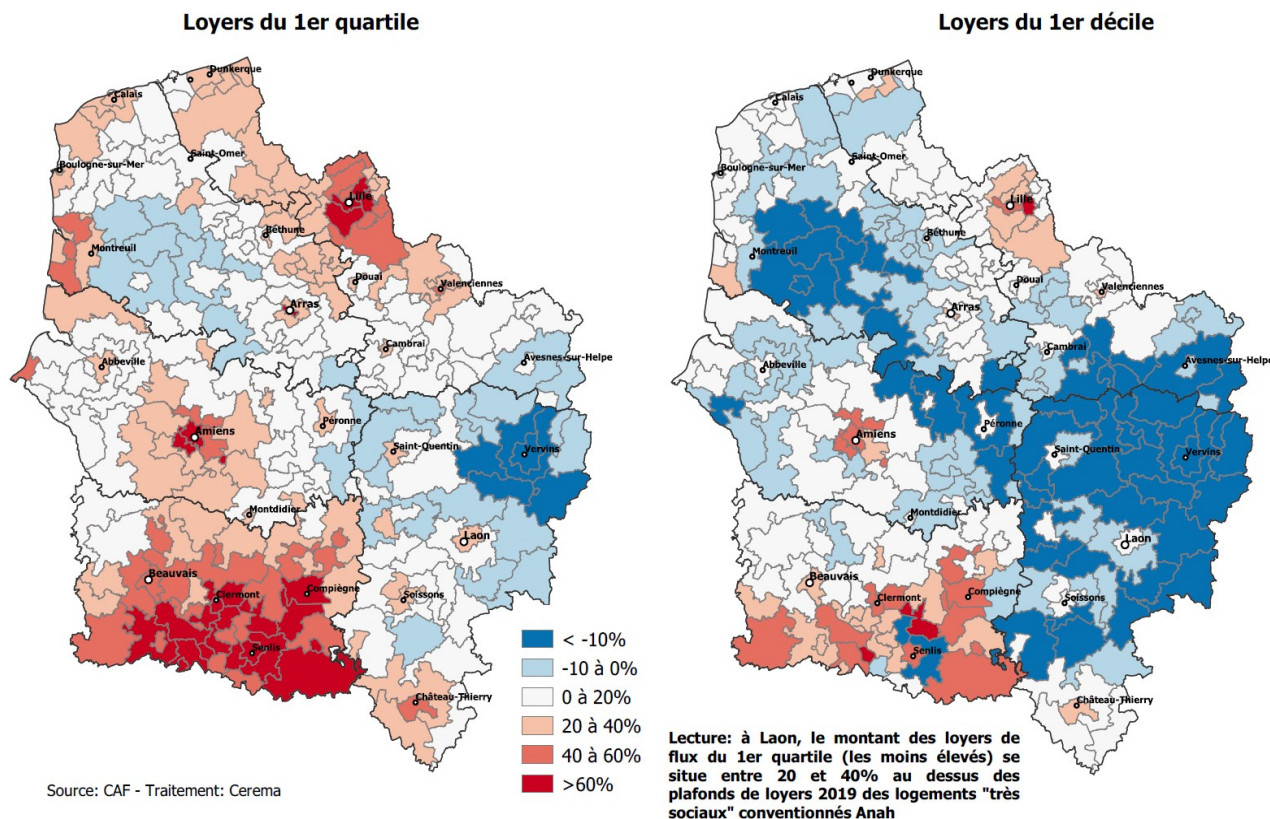 Loyers du 1er quartile
Loyers du 1er décile
Dunkerque
Calais
Saint-Omer
Boulogne-sur-Mer
Lille
Béthune
Montreuil
Douai
Valenciennes
Arras
Cambrai
Avesnes-sur-Helpe
Abbeville
Péronne
Amiens
Saint-Quentin
Vervins
Montdidier
Laon
Beauvais
Clermont
Compiègne
Soissons
Senlis
Château-Thierry
Dunkerque
Calais
Saint-Omer
Boulogne-sur-Mer
Lille
Béthune
Montreuil
Douai
Valenciennes
Arras
Cambrai
Avesnes-sur-Helpe
Abbeville
Péronne
Amiens
Saint-Quentin
Vervins
Montdidier
Laon
Beauvais
Clermont
Compiègne
Soissons
Senlis
Château-Thierry
< -10%
-10 à 0%
0 à 20%
20 à 40%
40 à 60%
>60%
Source: CAF - Traitement: Cerema
Lecture: à Laon, le montant des loyers de
flux du 1er quartile (les moins élevés) se
situe entre 20 et 40% au dessus des
plafonds de loyers 2019 des logements "très
sociaux" conventionnés Anah